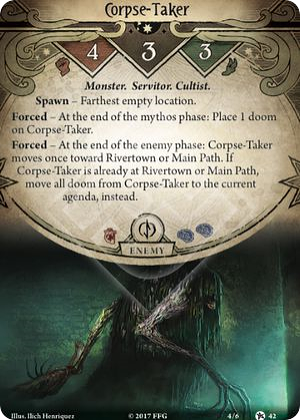 Corpse-Taker
4 3 3
Monster. Servitor. Cultist.
Spawn – Farthest empty location.
Forced – At the end of the mythos phase: Place 1 doom
on Corpse-Taker.
Forced – At the end of the enemy phase: Corpse-Taker
moves once toward Rivertown or Main Path. If
Corpse-Taker is already at Rivertown or Main Path,
move all doom from Corpse-Taker to the current
agenda, instead.
ENEMY
Illus. Ilich Henriquez © 2017 FFG 4/6 42